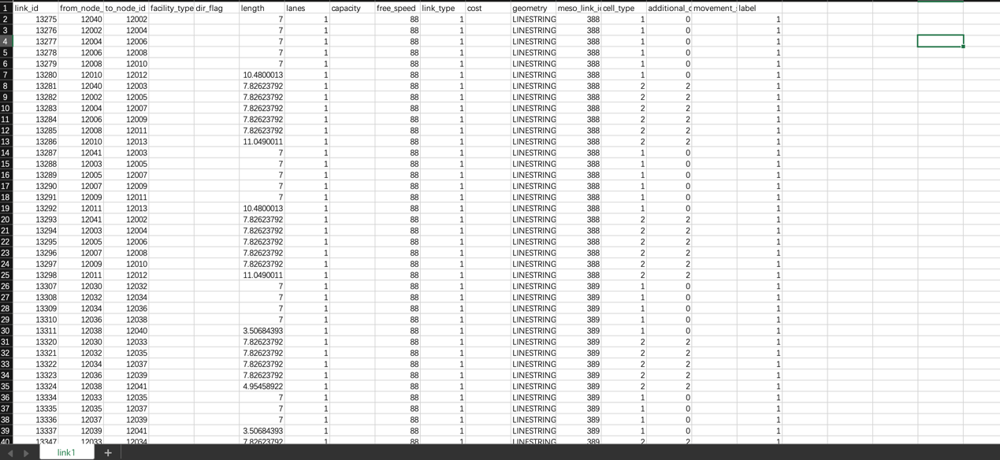 1 link_id from_node_ to_node_id facility_type dir_flag length lanes capacity free_speed link_type cost geometry meso_link_i cell_type additional_c movement_ label
2 13275 12040 12002 7 1 88 1 LINESTRING 388 1 0 1
3 13276 12002 12004 7 1 88 1 LINESTRING 388 1 0 1
4 13277 12004 12006 7 1 88 1 LINESTRING 388 1 0 1
5 13278 12006 12008 7 1 88 1 LINESTRING 388 1 0 1
6 13279 12008 12010 7 1 88 1 LINESTRING 388 1 0 1
7 13280 12010 12012 10.4800013 1 88 1 LINESTRING 388 1 0 1
8 13281 12040 12003 7.82623792 1 88 1 LINESTRING 388 2 2 1
9 13282 12002 12005 7.82623792 1 88 1 LINESTRING 388 2 2 1
10 13283 12004 12007 7.82623792 1 88 1 LINESTRING 388 2 2 1
11 13284 12006 12009 7.82623792 1 88 1 LINESTRING 388 2 2 1
12 13285 12008 12011 7.82623792 1 88 1 LINESTRING 388 2 2 1
13 13286 12010 12013 11.0490011 1 88 1 LINESTRING 388 2 2 1
14 13287 12041 12003 7 1 88 1 LINESTRING 388 1 0 1
15 13288 12003 12005 7 1 88 1 LINESTRING 388 1 0 1
16 13289 12005 12007 7 1 88 1 LINESTRING 388 1 0 1
17 13290 12007 12009 7 1 88 1 LINESTRING 388 1 0 1
18 13291 12009 12011 7 1 88 1 LINESTRING 388 1 0 1
19 13292 12011 12013 10.4800013 1 88 1 LINESTRING 388 1 0 1
20 13293 12041 12002 7.82623792 1 88 1 LINESTRING 388 2 2 1
21 13294 12003 12004 7.82623792 1 88 1 LINESTRING 388 2 2 1
22 13295 12005 12006 7.82623792 1 88 1 LINESTRING 388 2 2 1
23 13296 12007 12008 7.82623792 1 88 1 LINESTRING 388 2 2 1
24 13297 12009 12010 7.82623792 1 88 1 LINESTRING 388 2 2 1
25 13298 12011 12012 11.0490011 1 88 1 LINESTRING 388 2 2 1
26 13307 12030 12032 7 1 88 1 LINESTRING 389 1 0 1
27 13308 12032 12034 7 1 88 1 LINESTRING 389 1 0 1
28 13309 12034 12036 7 1 88 1 LINESTRING 389 1 0 1
29 13310 12036 12038 7 1 88 1 LINESTRING 389 1 0 1
30 13311 12038 12040 3.50684393 1 88 1 LINESTRING 389 1 0 1
31 13320 12030 12033 7.82623792 1 88 1 LINESTRING 389 2 2 1
32 13321 12032 12035 7.82623792 1 88 1 LINESTRING 389 2 2 1
33 13322 12034 12037 7.82623792 1 88 1 LINESTRING 389 2 2 1
34 13323 12036 12039 7.82623792 1 88 1 LINESTRING 389 2 2 1
35 13324 12038 12041 4.95458922 1 88 1 LINESTRING 389 2 2 1
36 13334 12033 12035 7 1 88 1 LINESTRING 389 1 0 1
37 13335 12035 12037 7 1 88 1 LINESTRING 389 1 0 1
38 13336 12037 12039 7 1 88 1 LINESTRING 389 1 0 1
39 13337 12039 12041 3.50684393 1 88 1 LINESTRING 389 1 0 1
40 13347 12033 12034 7.82623792 1 88 1 LINESTRING 389 2 2 1
link1 +